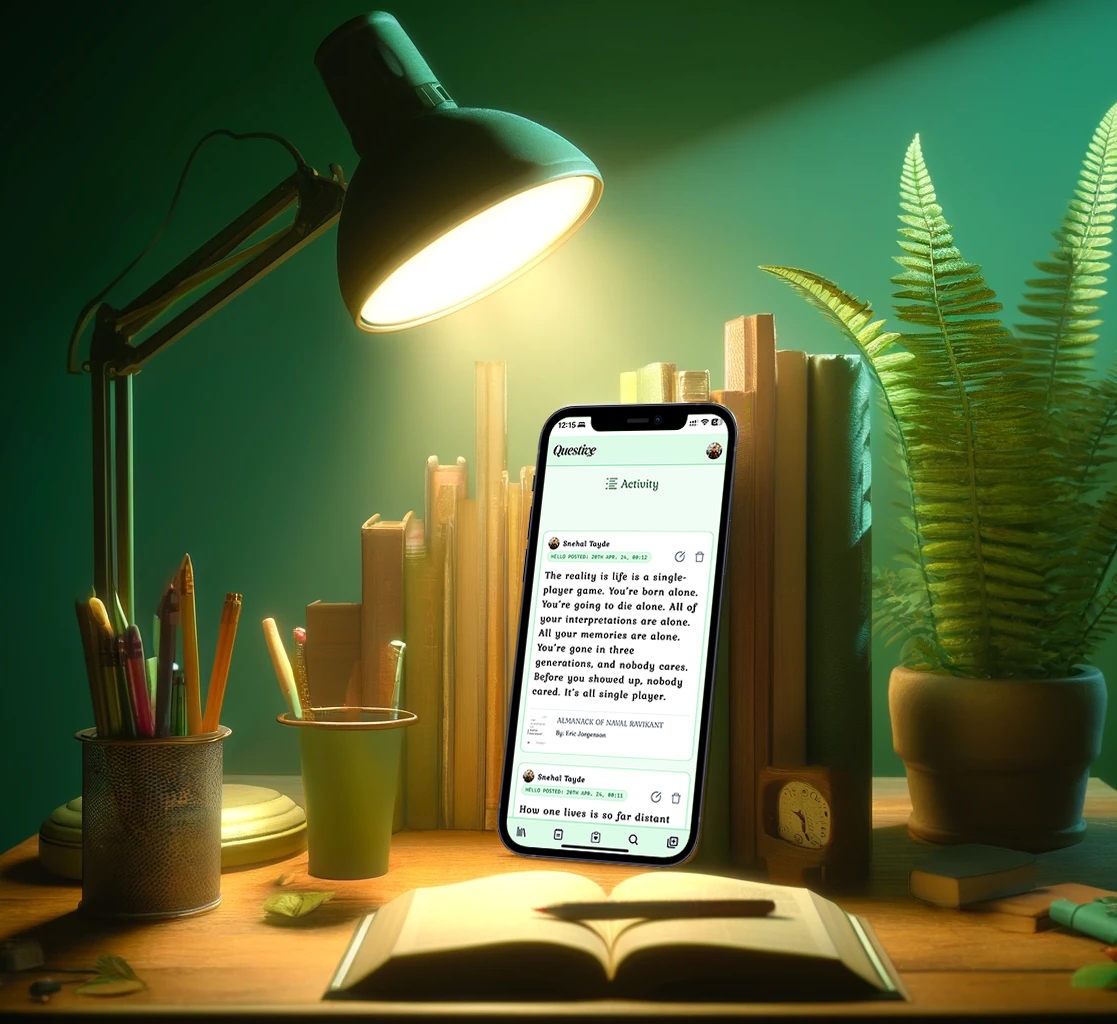 12:15
Questive
Activity
Snehal Tayde
HELLO POSTED: 20TH APR. 24, 00:12
The reality is life is a single-
player game. You're born alone.
You're going to die alone. All of
your interpretations are alone.
All your memories are alone.
You're gone in three
generations, and nobody cares.
Before you showed up, nobody
cared. It's all single player.
ALMANACK OF NAVAL RAVIKANT
By: Eric Jorgenson
Snehal Tayde
HELLO POSTED: 20TH APR. 24, 00:11
How one lives is so far distant